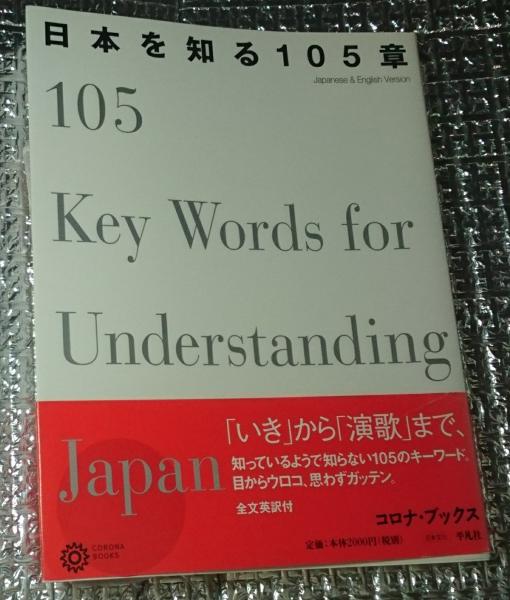 日本を知る105章
Japanese & English Version
105
Key Words for
Understanding
Japan
「いき」から「演歌」まで、
知っているようで知らない105のキーワード。
目からウロコ、思わずガッテン。
全文英訳付
コロナ・ブックス
定価：本体2000円（税別）
日本文化
平凡社
CORONA
BOOKS